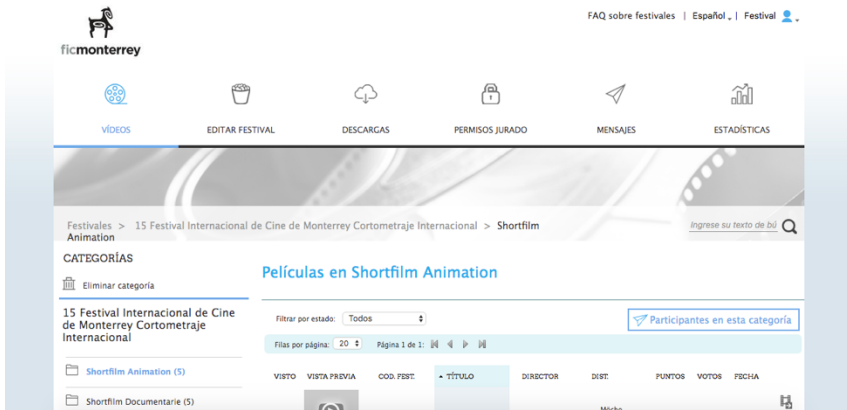 FAQ sobre festivales | Español | Festival
ficmonterrey
VÍDEOS EDITAR FESTIVAL DESCARGAS PERMISOS JURADO MENSAJES ESTADÍSTICAS
Festivales > 15 Festival Internacional de Cine de Monterrey Cortometraje Internacional > Shortfilm
Animation
Ingrese su texto de bú
CATEGORÍAS
Eliminar categoría
15 Festival Internacional de Cine
de Monterrey Cortometraje
Internacional
Shortfilm Animation (5)
Shortfilm Documentarie (5)
Películas en Shortfilm Animation
Filtrar por estado: Todos
Participantes en esta categoría
Filas por página: 20 Página 1 de 1:
VISTO VISTA PREVIA COD. FEST. TÍTULO DIRECTOR DIST. PUNTOS VOTOS FECHA